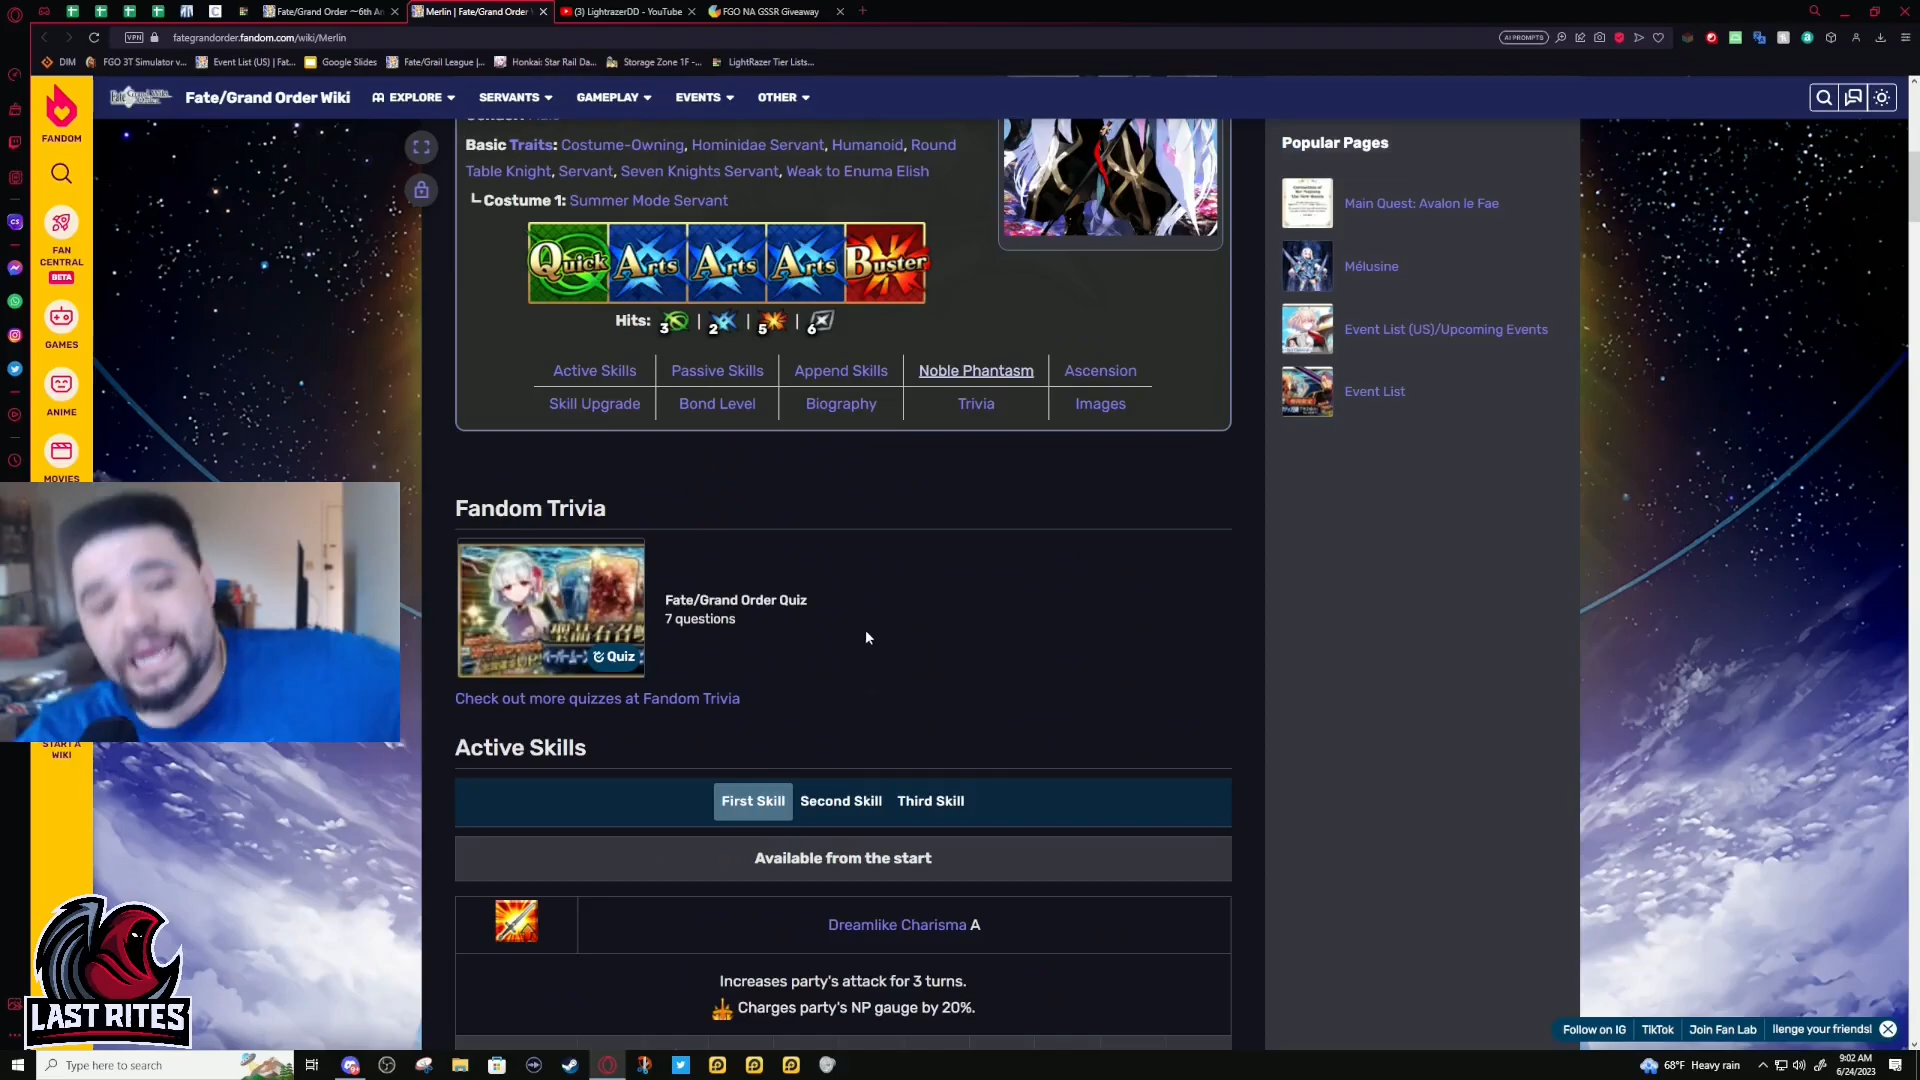 Fate/Grand Order ~6th An
Merlin | Fate/Grand Order
(3) LightrazerDD - YouTube
FGO NA GSSR Giveaway
VPN
fategrandorder.fandom.com/wiki/Merlin
AI PROMPTS
DIM
FGO 3T Simulator v...
Event List (US) | Fat...
Google Slides
Fate/Grail League |...
Honkai: Star Rail Da...
Storage Zone 1F -...
LightRazer Tier Lists...
Fate/Grand Order Wiki
EXPLORE
SERVANTS
GAMEPLAY
EVENTS
OTHER
FANDOM
FAN CENTRAL
BETA
GAMES
ANIME
MOVIES
START A
WIKI
Basic Traits: Costume-Owning, Hominidae Servant, Humanoid, Round
Table Knight, Servant, Seven Knights Servant, Weak to Enuma Elish
Costume 1: Summer Mode Servant
Quick Arts Arts Arts Buster
Hits: 3 | 2 | 5 | 6
Active Skills
Passive Skills
Append Skills
Noble Phantasm
Ascension
Skill Upgrade
Bond Level
Biography
Trivia
Images
Fandom Trivia
Quiz
Fate/Grand Order Quiz
7 questions
Check out more quizzes at Fandom Trivia
Active Skills
First Skill
Second Skill
Third Skill
Available from the start
Dreamlike Charisma A
Increases party's attack for 3 turns.
Charges party's NP gauge by 20%.
Popular Pages
Main Quest: Avalon le Fae
Mélusine
Event List (US)/Upcoming Events
Event List
LAST RITES
Follow on IG
TikTok
Join Fan Lab
llenge your friends!
Type here to search
68°F Heavy rain
9:02 AM
6/24/2023